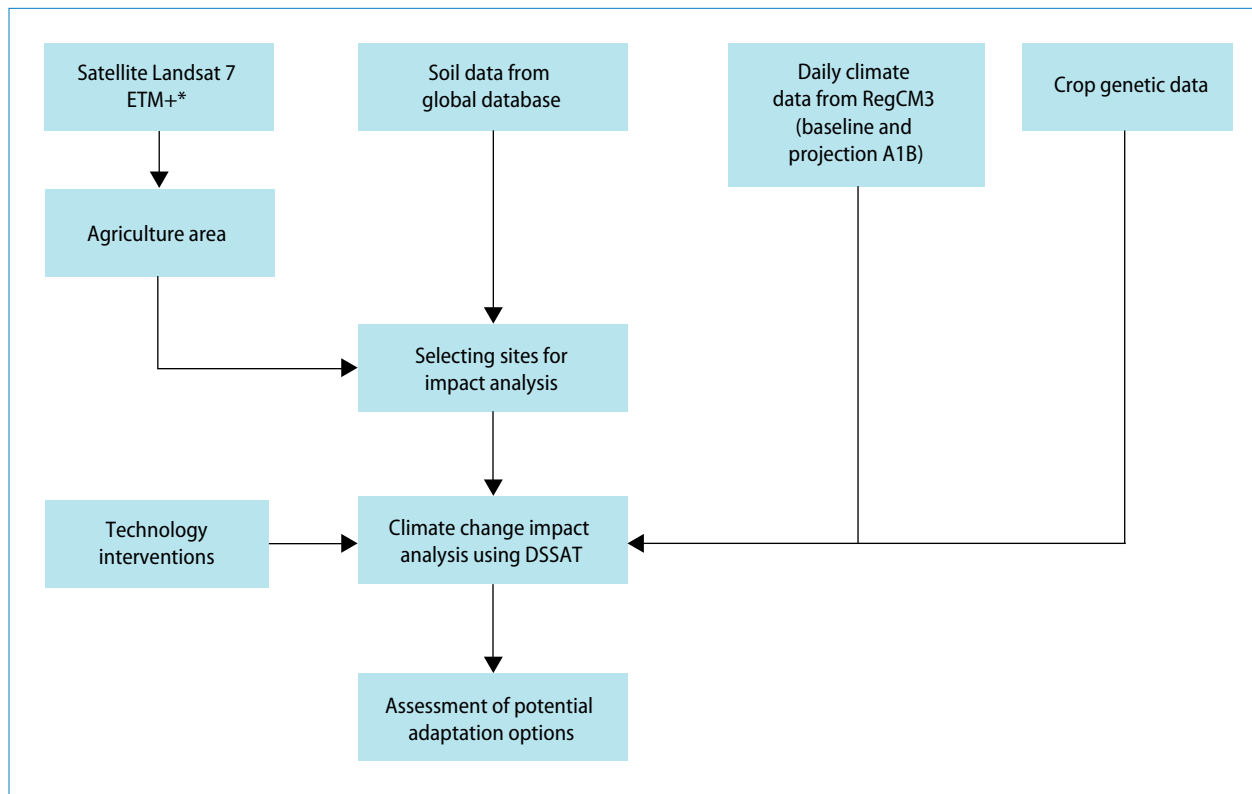 Satellite Landsat 7
ETM+*
Soil data from
global database
Daily climate
data from RegCM3
(baseline and
projection A1B)
Crop genetic data
Agriculture area
Selecting sites for
impact analysis
Technology
interventions
Climate change impact
analysis using DSSAT
Assessment of potential
adaptation options